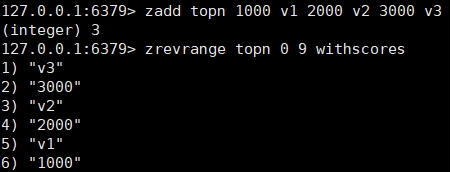 127.0.0.1:6379> zadd topn 1000 v1 2000 v2 3000 v3
(integer) 3
127.0.0.1:6379> zrevrange topn 0 9 withscores
1) "v3"
2) "3000"
3) "v2"
4) "2000"
5) "v1"
6) "1000"